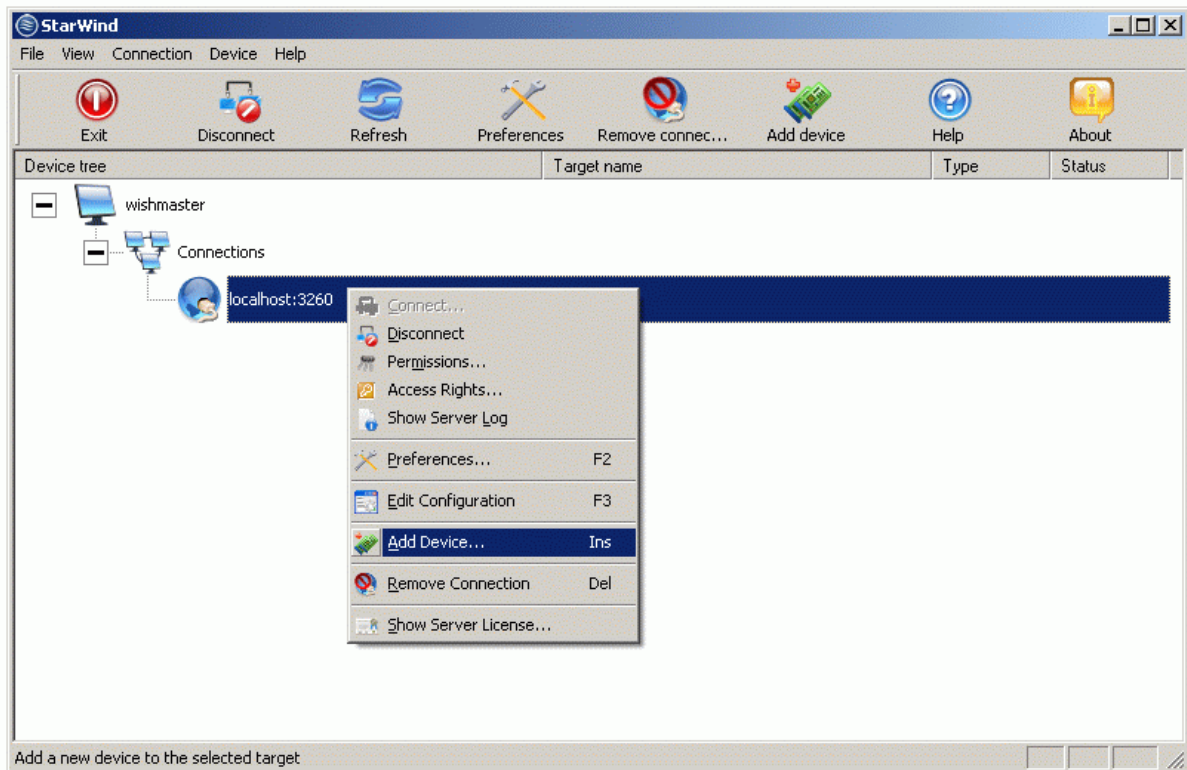 StarWind
File View Connection Device Help
Exit Disconnect Refresh Preferences Remove connec... Add device Help About
Device tree Target name Type Status
wishmaster
Connections
localhost:3260
Connect...
Disconnect
Permissions...
Access Rights...
Show Server Log
Preferences... F2
Edit Configuration F3
Add Device... Ins
Remove Connection Del
Show Server License...
Add a new device to the selected target